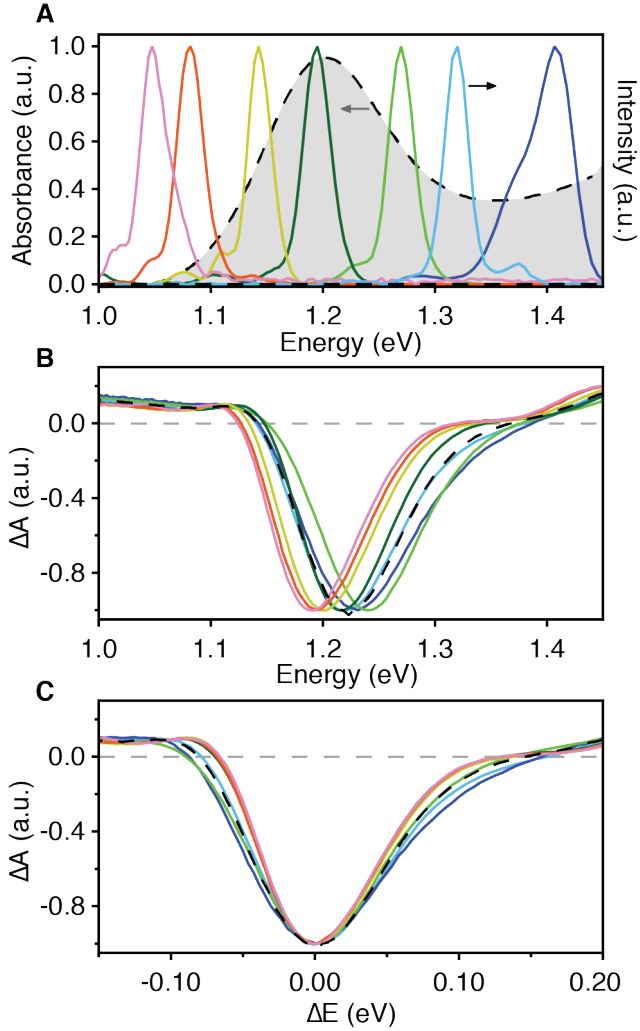 A
Absorbance (a.u.)
1.0
0.8
0.6
0.4
0.2
0.0
Intensity (a.u.)
1.0 1.1 1.2 1.3 1.4
Energy (eV)
B
ΔA (a.u.)
0.0
-0.4
-0.8
1.0 1.1 1.2 1.3 1.4
Energy (eV)
C
ΔA (a.u.)
0.0
-0.4
-0.8
-0.10 0.00 0.10 0.20
ΔE (eV)